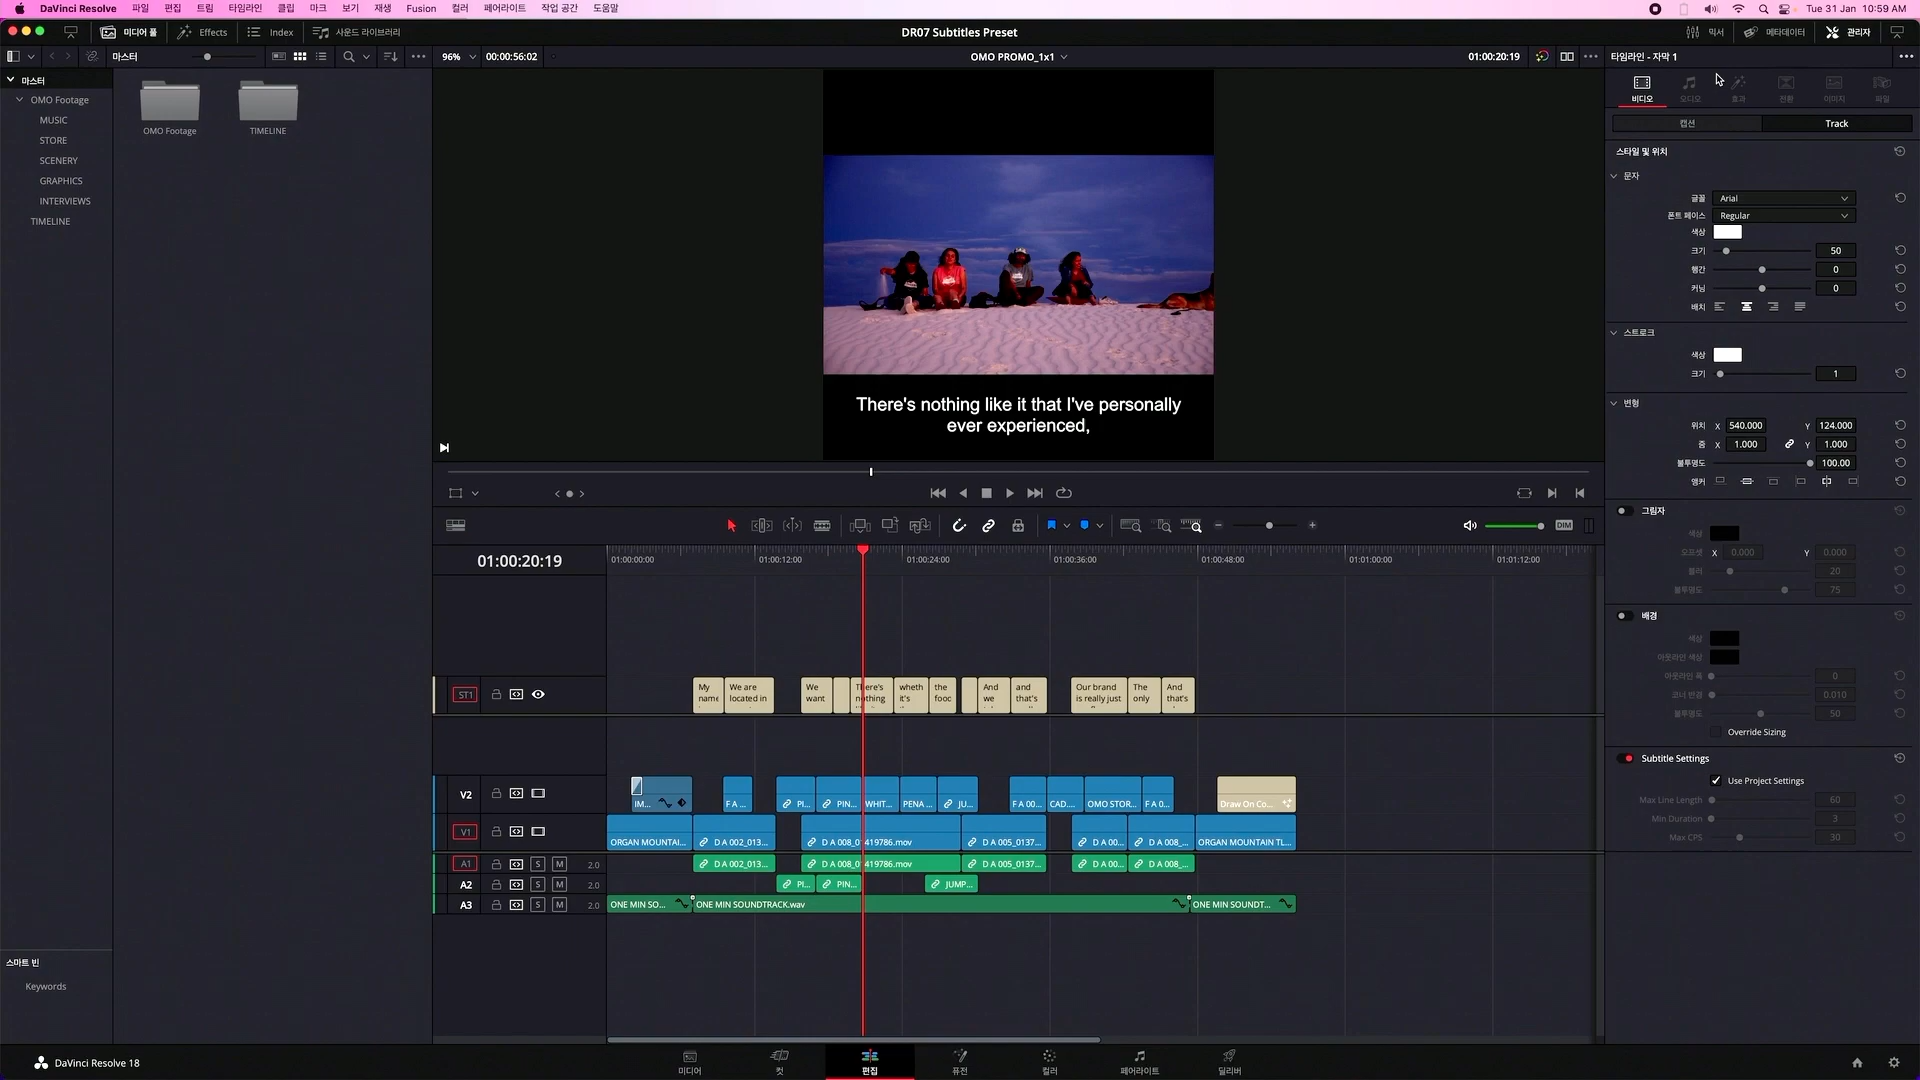 DaVinci Resolve 파일 편집 트림 타임라인 클립 마크 보기 재생 Fusion 컬러 페어라이트 작업 공간 도움말 Tue 31 Jan 10:59 AM
미디어 풀 Effects Index 사운드 라이브러리 DR07 Subtitles Preset 믹서 메타데이터 관리자
마스터 96% 00:00:56:02 OMO PROMO_1x1 01:00:20:19 타임라인 - 자막 1
마스터
OMO Footage
MUSIC
STORE
SCENERY
GRAPHICS
INTERVIEWS
TIMELINE
OMO Footage TIMELINE
There's nothing like it that I've personally
ever experienced,
비디오 오디오 효과 전환 이미지 파일
캡션 Track
스타일 및 위치
문자
글꼴 Arial
폰트 페이스 Regular
색상
크기 50
행간 0
커닝 0
배치
스트로크
색상
크기 1
변형
위치 X 540.000 Y 124.000
줌 X 1.000 Y 1.000
불투명도 100.00
앵커
그림자
색상
오프셋 X 0.000 Y 0.000
블러 20
불투명도 75
배경
색상
아웃라인 색상
아웃라인 폭 0
코너 반경 0.010
불투명도 50
Override Sizing
Subtitle Settings
Use Project Settings
Max Line Length 60
Min Duration 3
Max CPS 30
DIM
01:00:20:19 01:00:00:00 01:00:12:00 01:00:24:00 01:00:36:00 01:00:48:00 01:01:00:00 01:01:12:00
ST1
My name
We are located in
We want
There's nothing
wheth it's
the fooc
And we
and that's
Our brand is really just
The only
And that's
V2 IM... F A ... PI... PIN... WHIT... PENA ... JU... F A 00... CAD.... OMO STOR... F A 0... Draw On Co...
V1 ORGAN MOUNTAI... D A 002_013... D A 008_0 419786.mov D A 005_0137... D A 00... D A 008_... ORGAN MOUNTAIN TL...
A1 S M 2.0 D A 002_013... D A 008_0 419786.mov D A 005_0137... D A 00... D A 008_...
A2 S M 2.0 PI... PIN... JUMP...
A3 S M 2.0 ONE MIN SO... ONE MIN SOUNDTRACK.wav ONE MIN SOUNDT...
스마트 빈
Keywords
DaVinci Resolve 18 미디어 컷 편집 퓨전 컬러 페어라이트 딜리버